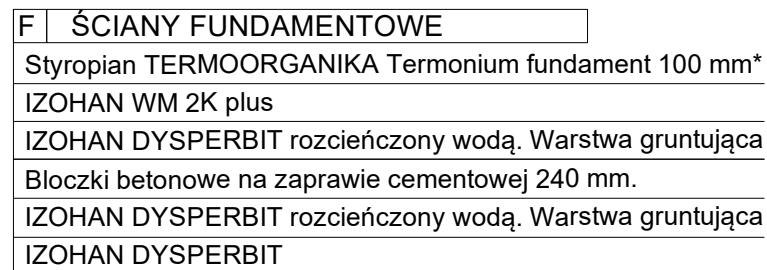 F ŚCIANY FUNDAMENTOWE
Styropian TERMOORGANIKA Termonium fundament 100 mm*
IZOHAN WM 2K plus
IZOHAN DYSPERBIT rozcieńczony wodą. Warstwa gruntująca
Bloczki betonowe na zaprawie cementowej 240 mm.
IZOHAN DYSPERBIT rozcieńczony wodą. Warstwa gruntująca
IZOHAN DYSPERBIT